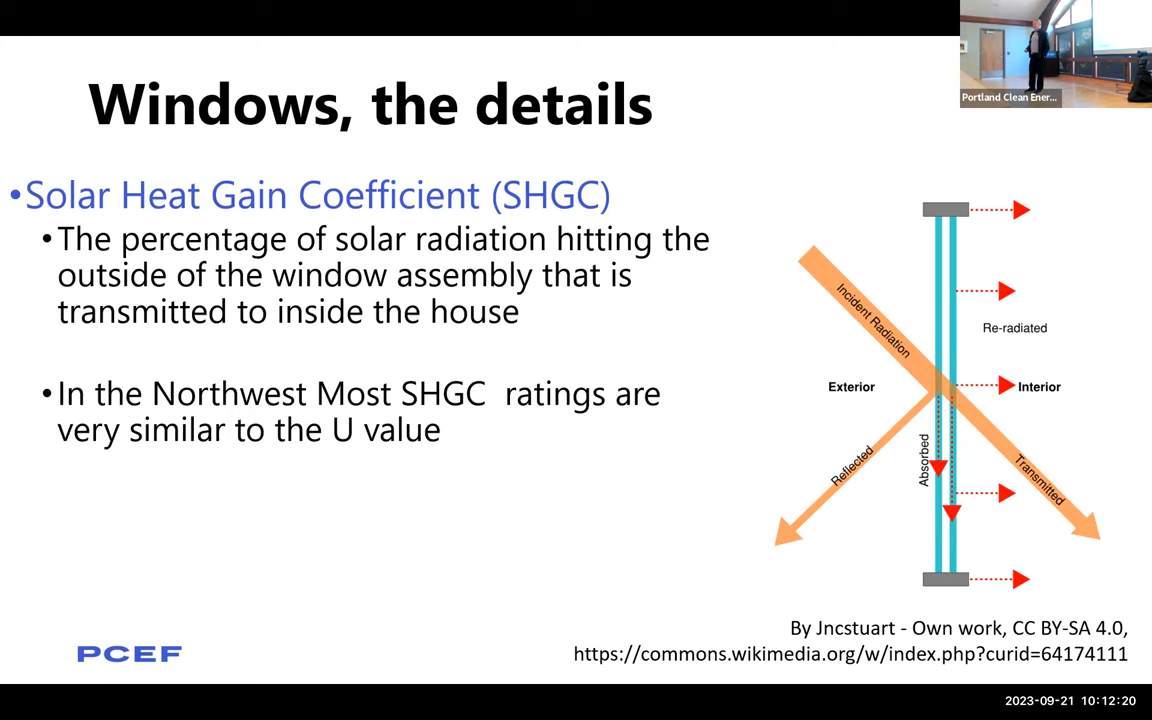 Portland Clean Ener...
Windows, the details
•Solar Heat Gain Coefficient (SHGC)
•The percentage of solar radiation hitting the
outside of the window assembly that is
transmitted to inside the house
•In the Northwest Most SHGC  ratings are
very similar to the U value
Incident Radiation
Re-radiated
Exterior
Interior
Reflected
Absorbed
Transmitted
By Jncstuart - Own work, CC BY-SA 4.0,
https://commons.wikimedia.org/w/index.php?curid=64174111
PCEF
2023-09-21 10:12:20